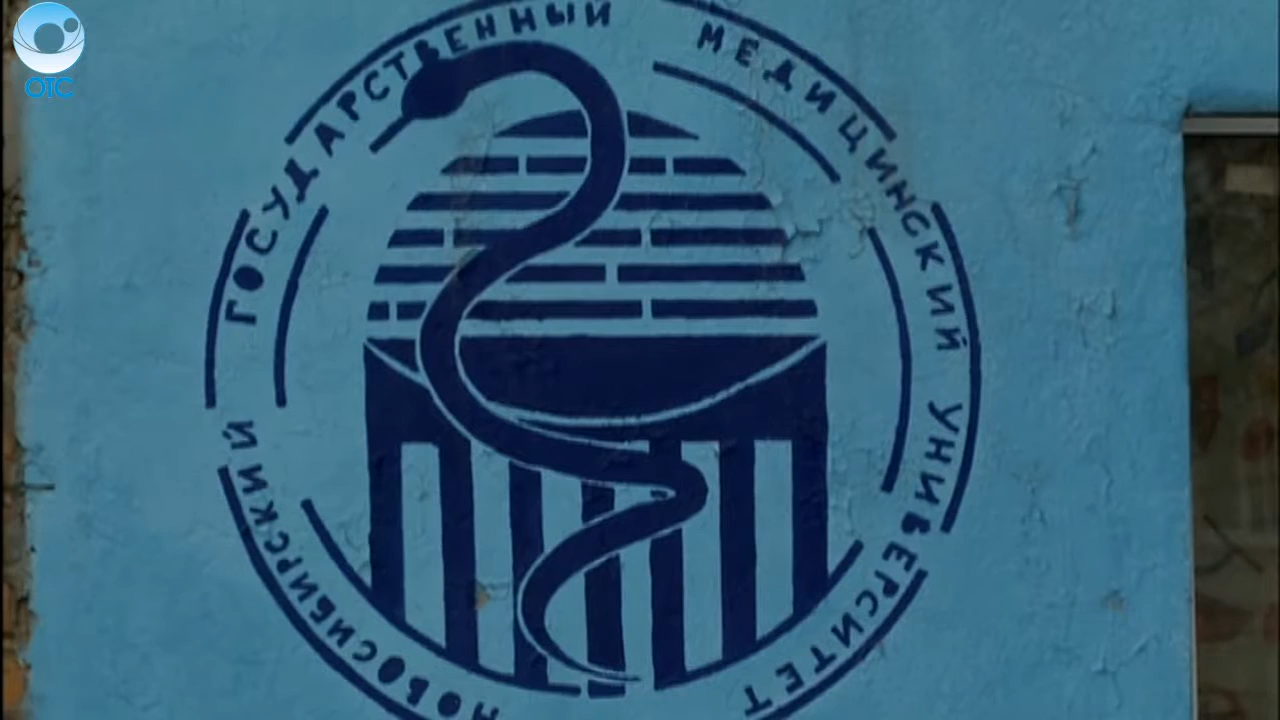 ОТС
НОВОСИБИРСКИЙ ГОСУДАРСТВЕННЫЙ МЕДИЦИНСКИЙ УНИВЕРСИТЕТ